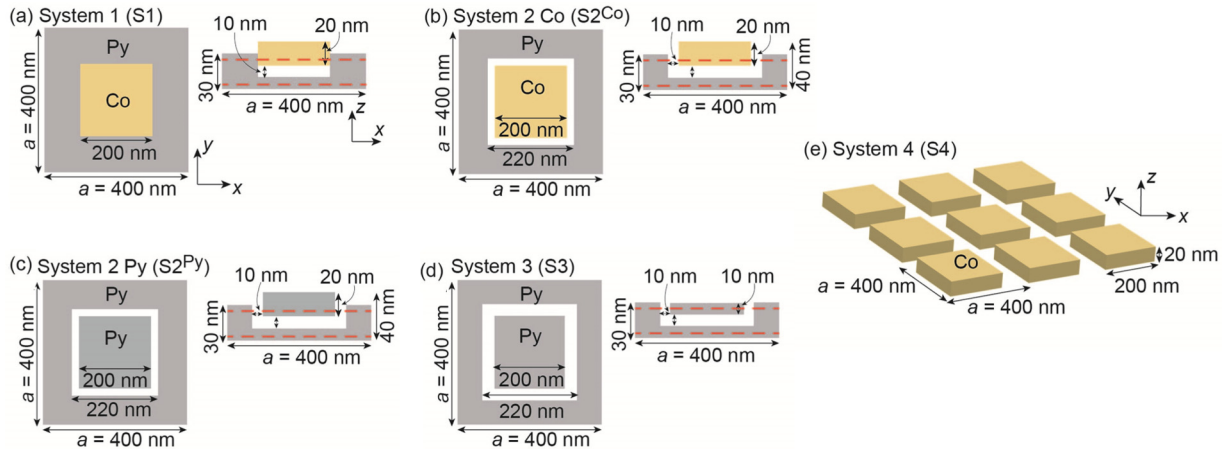 (a) System 1 (S1)
Py
Co
200 nm
a = 400 nm
a = 400 nm
y
x
10 nm
20 nm
30 nm
a = 400 nm
z
x
(b) System 2 Co (S2^Co)
Py
Co
200 nm
220 nm
a = 400 nm
a = 400 nm
10 nm
20 nm
30 nm
40 nm
a = 400 nm
(c) System 2 Py (S2^Py)
Py
Py
200 nm
220 nm
a = 400 nm
a = 400 nm
10 nm
20 nm
30 nm
40 nm
a = 400 nm
(d) System 3 (S3)
Py
Py
200 nm
220 nm
a = 400 nm
a = 400 nm
10 nm
10 nm
30 nm
a = 400 nm
(e) System 4 (S4)
z
y
x
Co
20 nm
200 nm
a = 400 nm
a = 400 nm